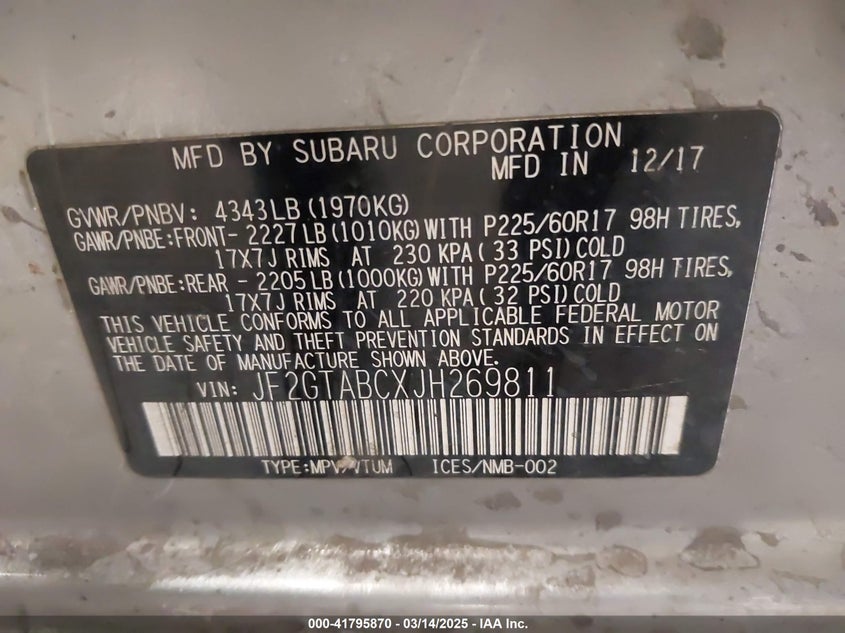 MFD BY SUBARU CORPORATION
MFD IN 12/17
GVWR/PNBV: 4343LB(1970KG)
GAWR/PNBE:FRONT- 2227LB(1010KG)WITH P225/60R17 98H TIRES,
17X7J RIMS AT 230 KPA( 33 PSI)COLD
GAWR/PNBE:REAR - 2205LB(1000KG)WITH P225/60R17 98H TIRES,
17X7J RIMS AT 220 KPA( 32 PSI)COLD
THIS VEHICLE CONFORMS TO ALL APPLICABLE FEDERAL MOTOR
VEHICLE SAFETY AND THEFT PREVENTION STANDARDS IN EFFECT ON
THE DATE OF MANUFACTURE SHOWN ABOVE.
VIN: JF2GTABCXJH269811
TYPE:MPV/VTUM ICES/NMB-002
000-41795870 / 03/14/2025 - IAA Inc.